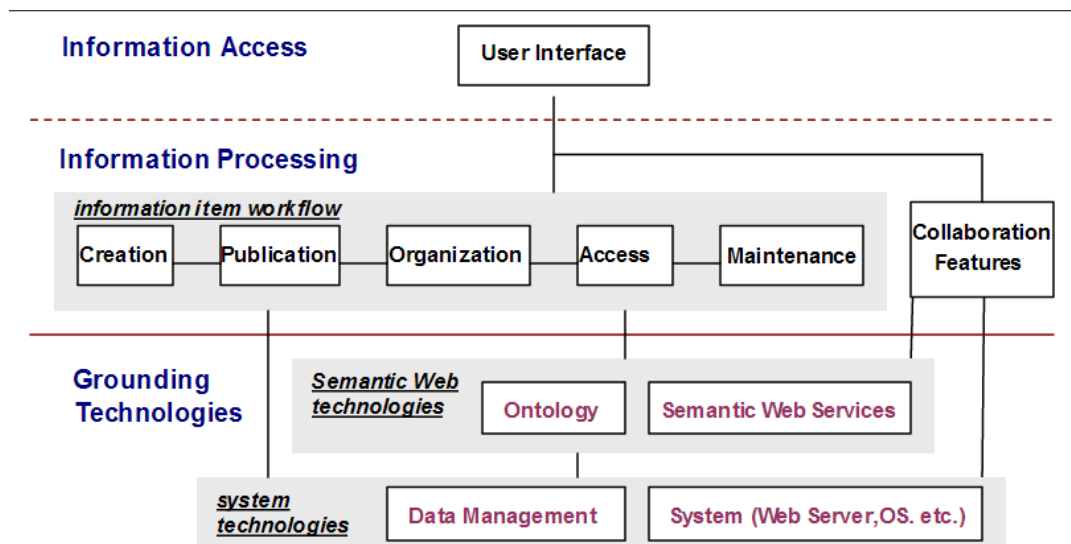 Information Access
User Interface
Information Processing
information item workflow
Creation
Publication
Organization
Access
Maintenance
Collaboration
Features
Grounding
Technologies
Semantic Web
technologies
Ontology
Semantic Web Services
system
technologies
Data Management
System (Web Server,OS. etc.)